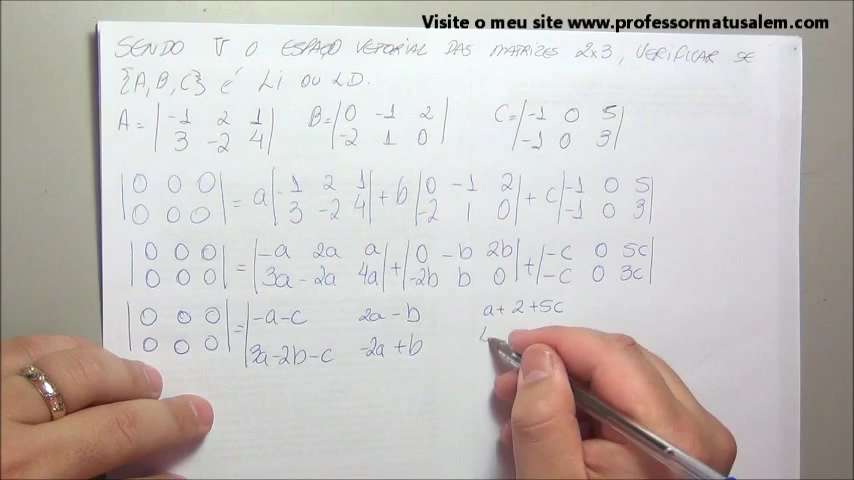 Visite o meu site www.professormatusalem.com
SENDO V O ESPAÇO VETORIAL DAS MATRIZES 2x3, VERIFICAR SE
{A, B, C} É LI OU LD.
A = | -1 2 1 | B = | 0 -1 2 | C = | -1 0 5 |
| 3 -2 4 | | -2 1 0 | | -1 0 3 |
| 0 0 0 | = a | -1 2 1 | + b | 0 -1 2 | + c | -1 0 5 |
| 0 0 0 | | 3 -2 4 | | -2 1 0 | | -1 0 3 |
| 0 0 0 | = | -a 2a a | + | 0 -b 2b | + | -c 0 5c |
| 0 0 0 | | 3a -2a 4a | | -2b b 0 | | -c 0 3c |
| 0 0 0 | = | -a-c 2a-b a+2+5c
| 0 0 0 | | 3a-2b-c -2a+b